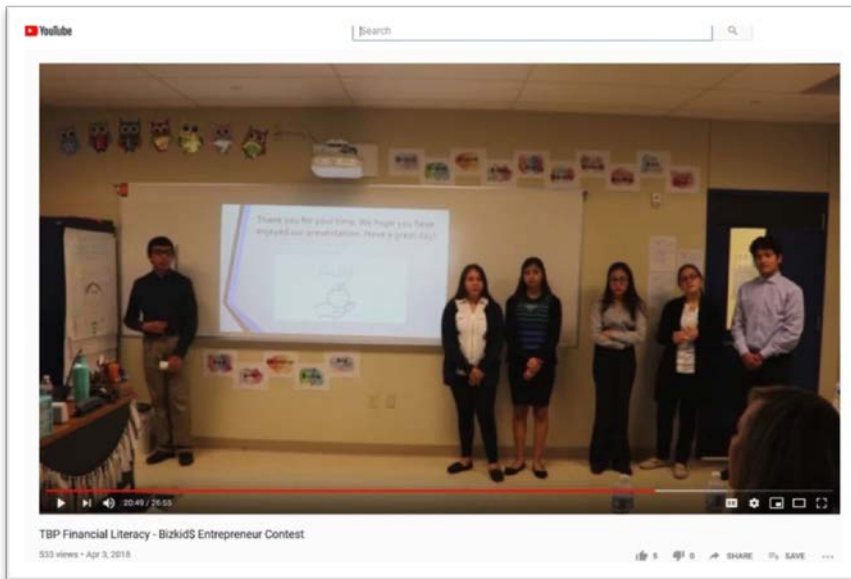 YouTube
Search
Thank you for your time. We hope you have
enjoyed our presentation. Have a great day!
20:49 / 26:55
TBP Financial Literacy - Bizkid$ Entrepreneur Contest
533 views • Apr 3, 2018
5
0
SHARE
SAVE